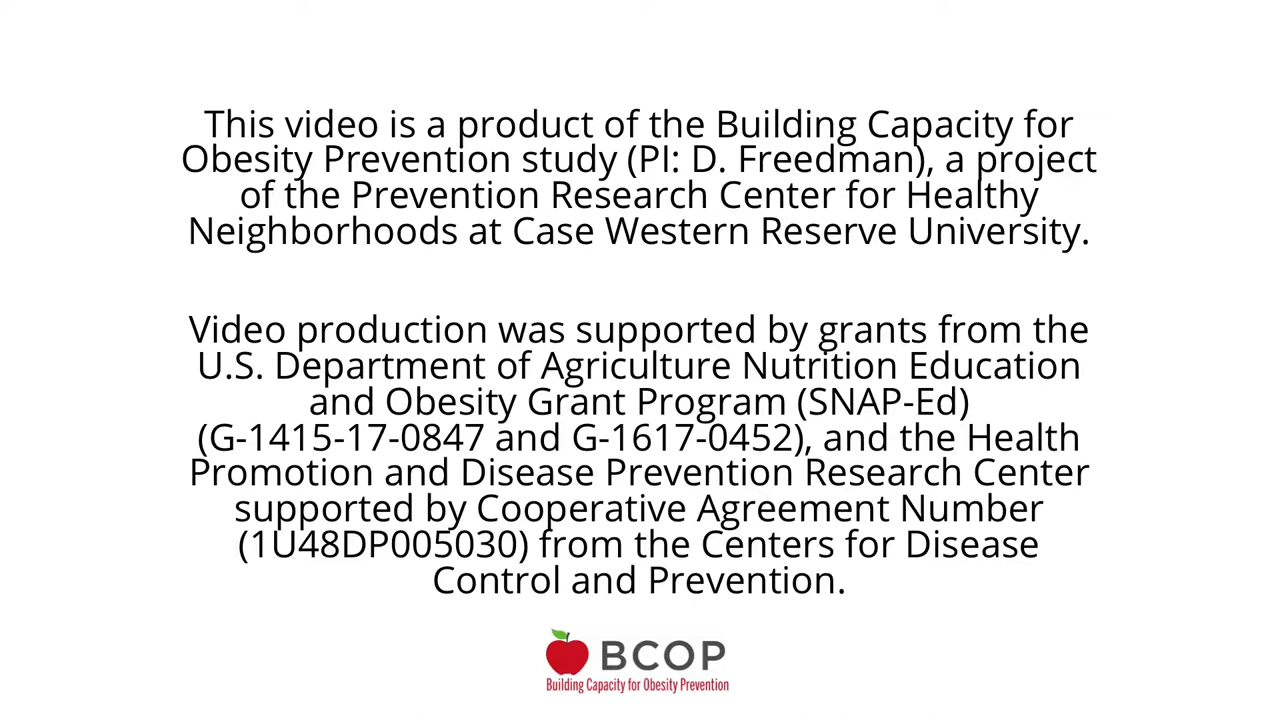 This video is a product of the Building Capacity for
Obesity Prevention study (PI: D. Freedman), a project
of the Prevention Research Center for Healthy
Neighborhoods at Case Western Reserve University.
Video production was supported by grants from the
U.S. Department of Agriculture Nutrition Education
and Obesity Grant Program (SNAP-Ed)
(G-1415-17-0847 and G-1617-0452), and the Health
Promotion and Disease Prevention Research Center
supported by Cooperative Agreement Number
(1U48DP005030) from the Centers for Disease
Control and Prevention.
BCOP
Building Capacity for Obesity Prevention